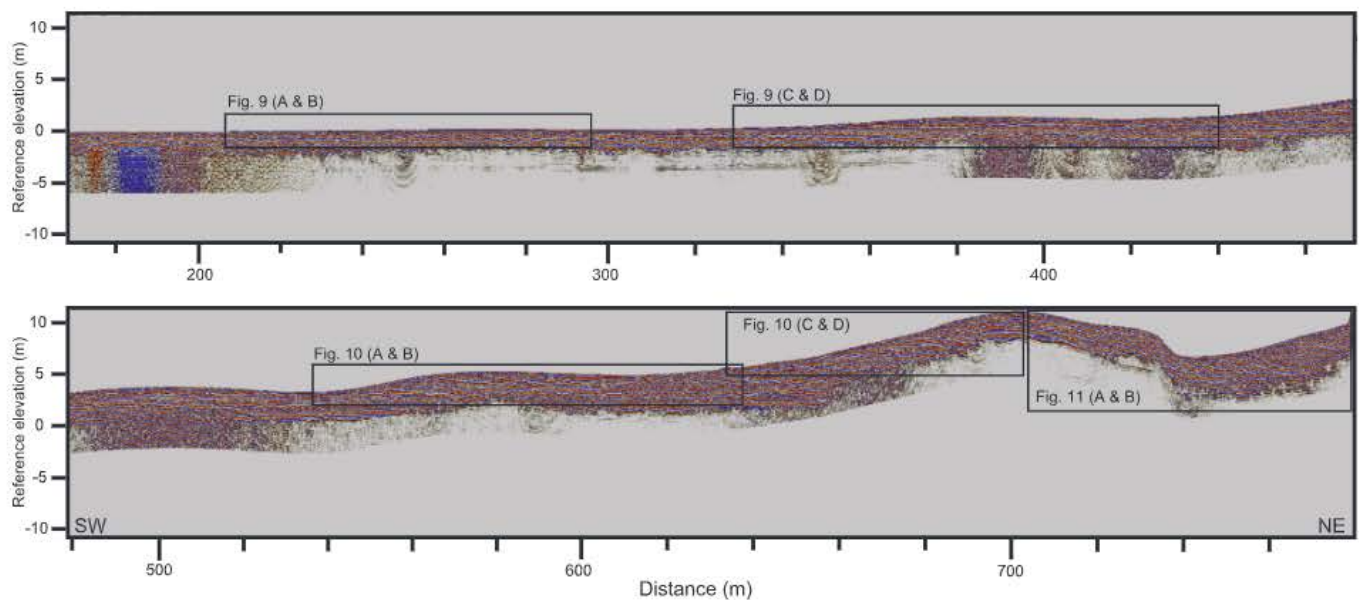 10
5
0
-5
-10
Reference elevation (m)
Fig. 9 (A & B)
Fig. 9 (C & D)
200
300
400
10
5
0
-5
-10
Reference elevation (m)
Fig. 10 (A & B)
Fig. 10 (C & D)
Fig. 11 (A & B)
SW
NE
500
600
700
Distance (m)